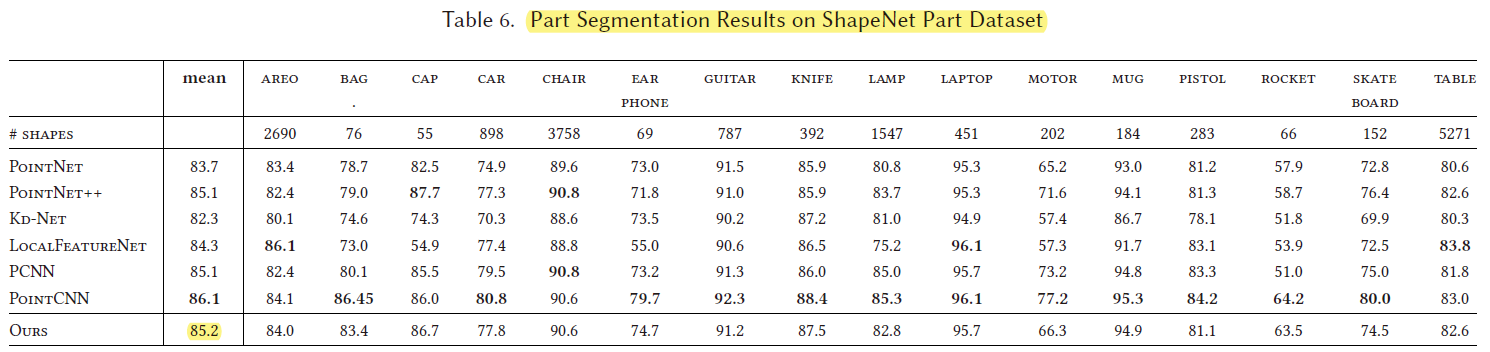 Table 6. Part Segmentation Results on ShapeNet Part Dataset
mean AREO BAG CAP CAR CHAIR EAR GUITAR KNIFE LAMP LAPTOP MOTOR MUG PISTOL ROCKET SKATE TABLE
. PHONE BOARD
# SHAPES 2690 76 55 898 3758 69 787 392 1547 451 202 184 283 66 152 5271
POINTNET 83.7 83.4 78.7 82.5 74.9 89.6 73.0 91.5 85.9 80.8 95.3 65.2 93.0 81.2 57.9 72.8 80.6
POINTNET++ 85.1 82.4 79.0 87.7 77.3 90.8 71.8 91.0 85.9 83.7 95.3 71.6 94.1 81.3 58.7 76.4 82.6
KD-NET 82.3 80.1 74.6 74.3 70.3 88.6 73.5 90.2 87.2 81.0 94.9 57.4 86.7 78.1 51.8 69.9 80.3
LOCALFEATURENET 84.3 86.1 73.0 54.9 77.4 88.8 55.0 90.6 86.5 75.2 96.1 57.3 91.7 83.1 53.9 72.5 83.8
PCNN 85.1 82.4 80.1 85.5 79.5 90.8 73.2 91.3 86.0 85.0 95.7 73.2 94.8 83.3 51.0 75.0 81.8
POINTCNN 86.1 84.1 86.45 86.0 80.8 90.6 79.7 92.3 88.4 85.3 96.1 77.2 95.3 84.2 64.2 80.0 83.0
OURS 85.2 84.0 83.4 86.7 77.8 90.6 74.7 91.2 87.5 82.8 95.7 66.3 94.9 81.1 63.5 74.5 82.6